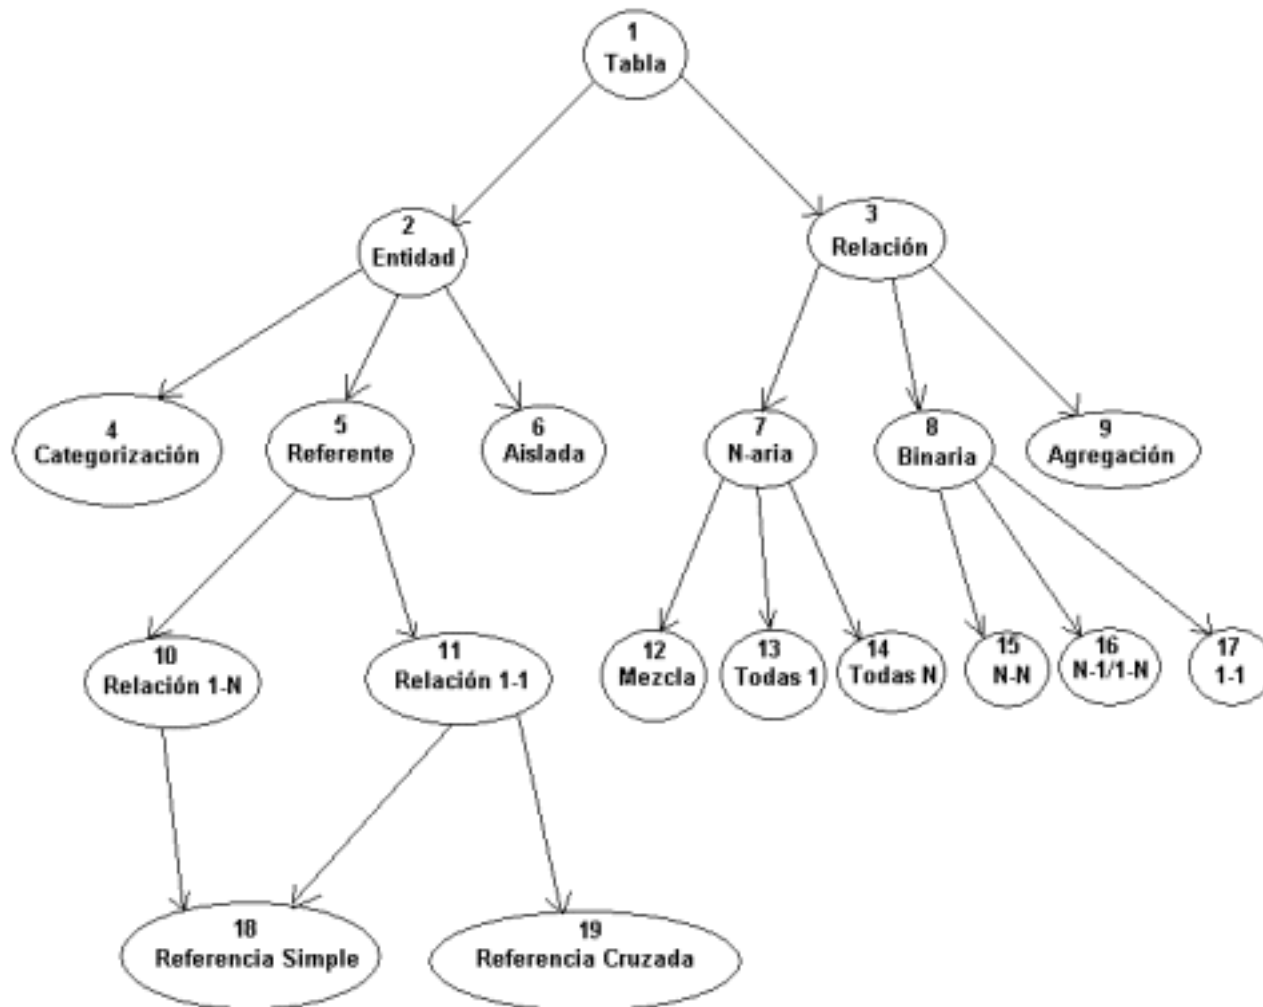 1
Tabla
2
Entidad
3
Relación
4
Categorización
5
Referente
6
Aislada
7
N-aria
8
Binaria
9
Agregación
10
Relación 1-N
11
Relación 1-1
12
Mezcla
13
Todas 1
14
Todas N
15
N-N
16
N-1/1-N
17
1-1
18
Referencia Simple
19
Referencia Cruzada